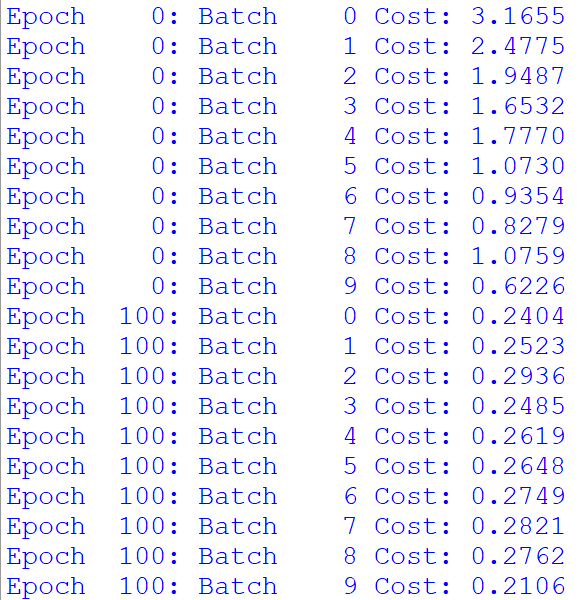 Epoch     0: Batch    0 Cost: 3.1655
Epoch     0: Batch    1 Cost: 2.4775
Epoch     0: Batch    2 Cost: 1.9487
Epoch     0: Batch    3 Cost: 1.6532
Epoch     0: Batch    4 Cost: 1.7770
Epoch     0: Batch    5 Cost: 1.0730
Epoch     0: Batch    6 Cost: 0.9354
Epoch     0: Batch    7 Cost: 0.8279
Epoch     0: Batch    8 Cost: 1.0759
Epoch     0: Batch    9 Cost: 0.6226
Epoch   100: Batch    0 Cost: 0.2404
Epoch   100: Batch    1 Cost: 0.2523
Epoch   100: Batch    2 Cost: 0.2936
Epoch   100: Batch    3 Cost: 0.2485
Epoch   100: Batch    4 Cost: 0.2619
Epoch   100: Batch    5 Cost: 0.2648
Epoch   100: Batch    6 Cost: 0.2749
Epoch   100: Batch    7 Cost: 0.2821
Epoch   100: Batch    8 Cost: 0.2762
Epoch   100: Batch    9 Cost: 0.2106